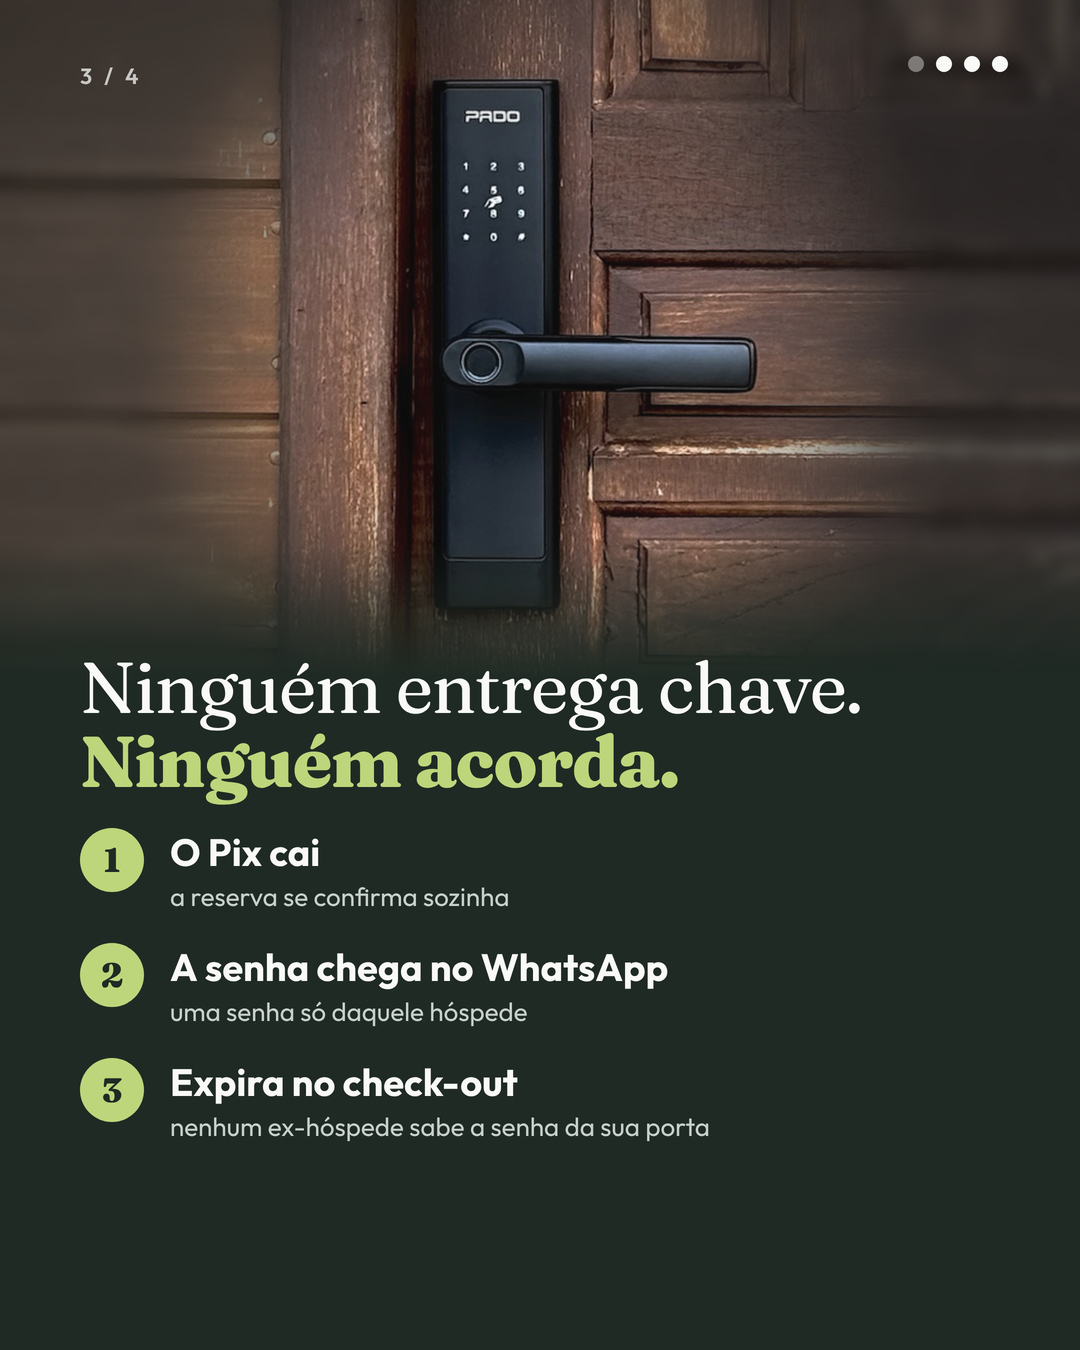 3 / 4
PADO
1 2 3
4 5 6
7 8 9
* 0 #
Ninguém entrega chave.
Ninguém acorda.
1 O Pix cai
a reserva se confirma sozinha
2 A senha chega no WhatsApp
uma senha só daquele hóspede
3 Expira no check-out
nenhum ex-hóspede sabe a senha da sua porta